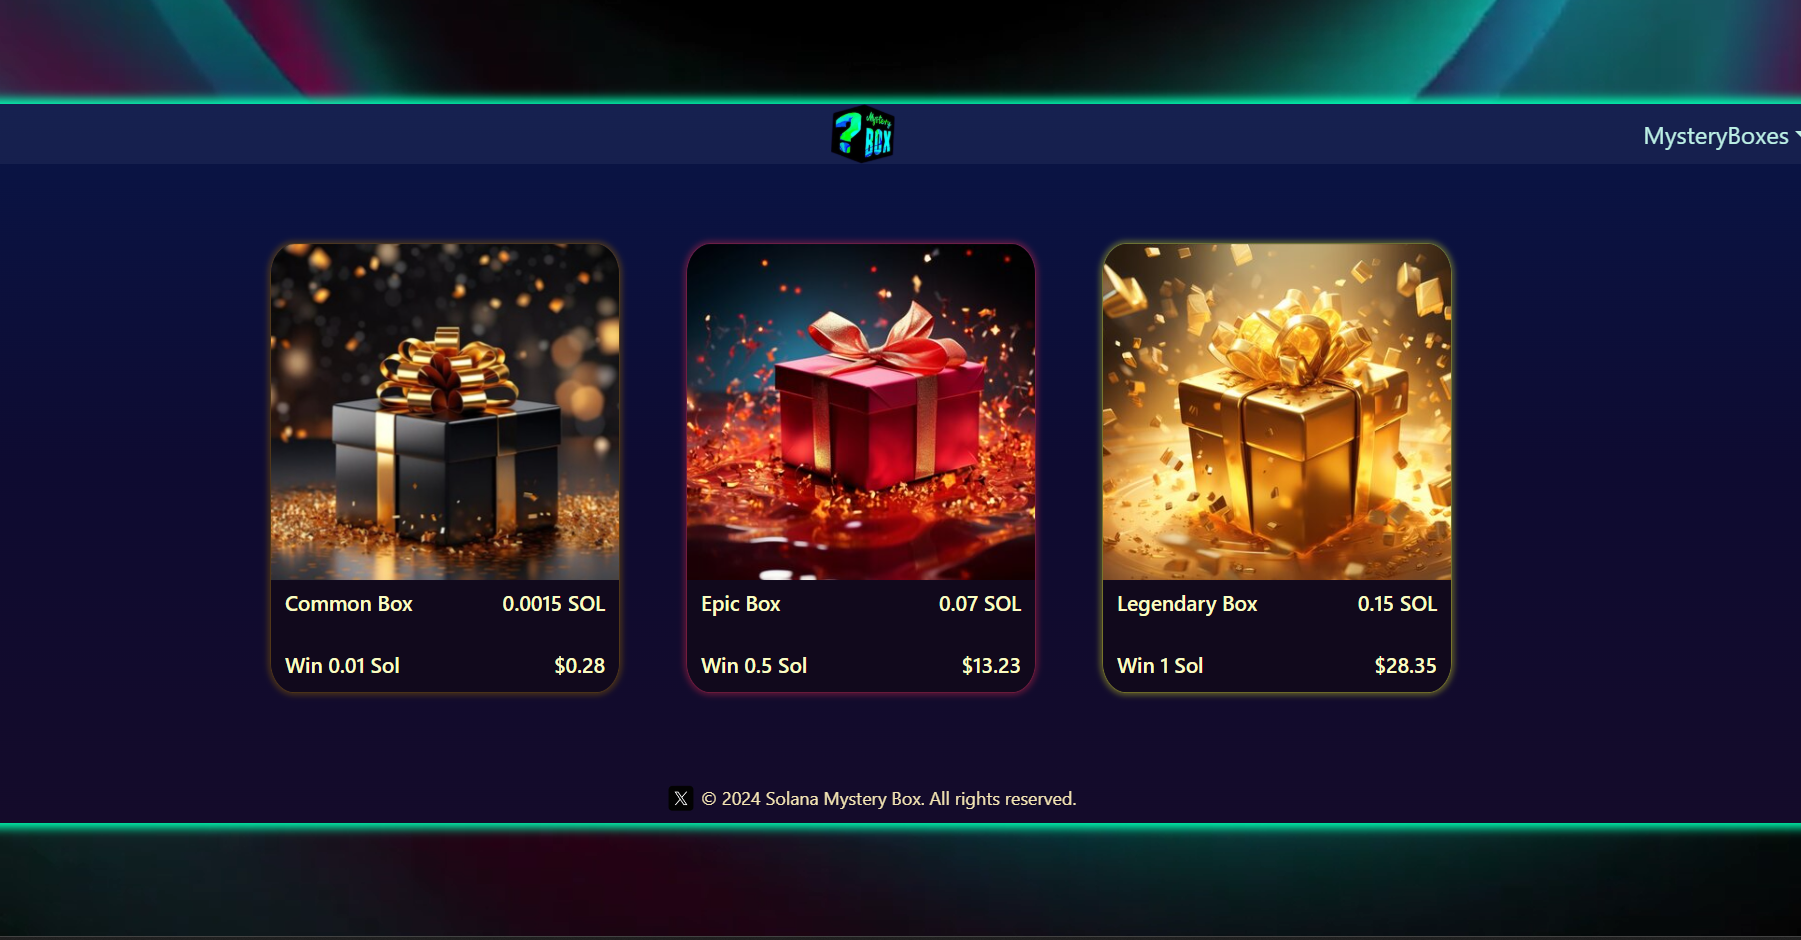 ? Mystery
BOX
MysteryBoxes
Common Box 0.0015 SOL
Win 0.01 Sol $0.28
Epic Box 0.07 SOL
Win 0.5 Sol $13.23
Legendary Box 0.15 SOL
Win 1 Sol $28.35
𝕏 © 2024 Solana Mystery Box. All rights reserved.